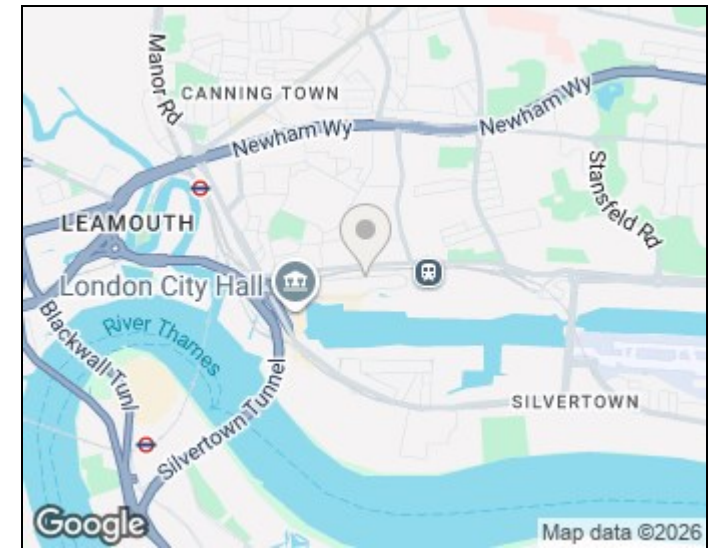 Manor Rd
CANNING TOWN
Newham Wy
Newham Wy
Stansfeld Rd
LEAMOUTH
London City Hall
River Thames
Blackwall Tunl
Silvertown Tunnel
SILVERTOWN
Google
Map data ©2026